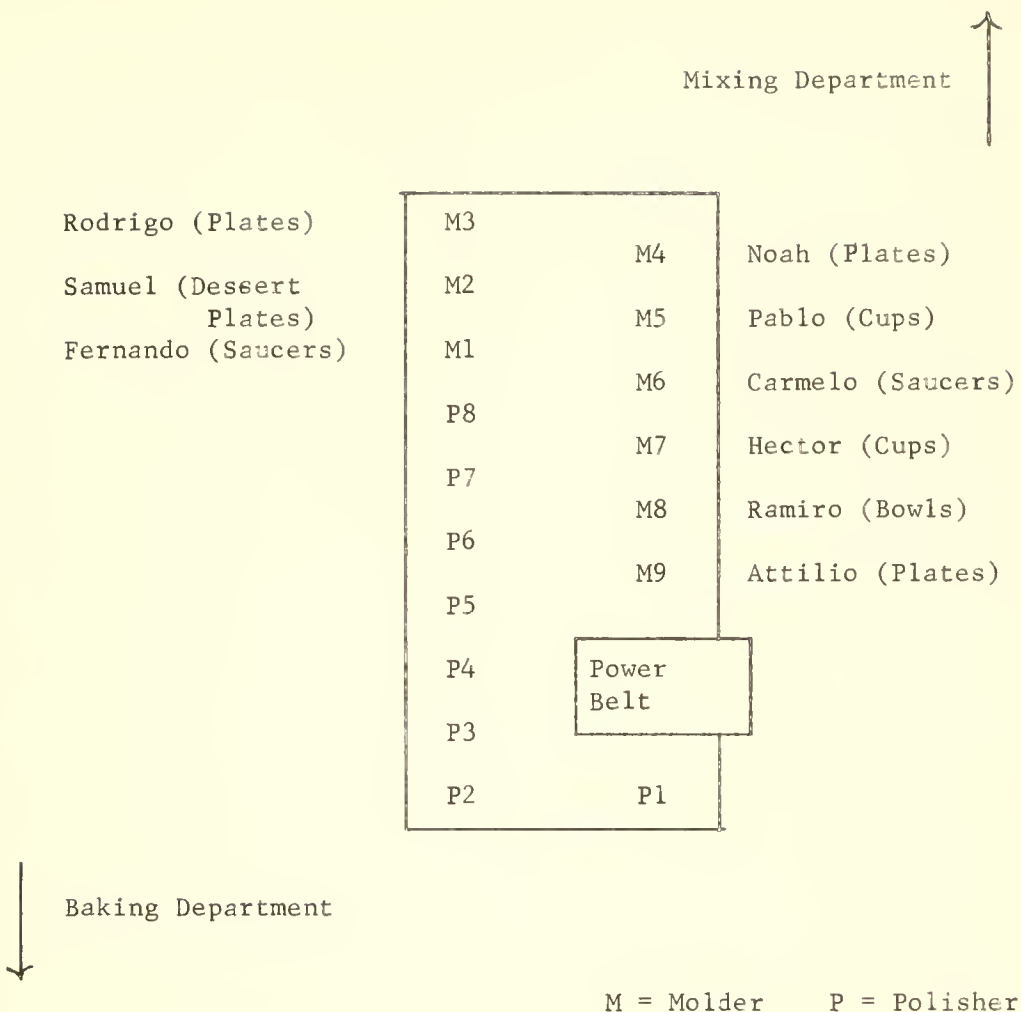 Mixing Department
Rodrigo (Plates)
M3
M4
Noah (Plates)
Samuel (Dessert
Plates)
M2
M5
Pablo (Cups)
Fernando (Saucers)
M1
M6
Carmelo (Saucers)
P8
M7
Hector (Cups)
P7
M8
Ramiro (Bowls)
P6
M9
Attilio (Plates)
P5
P4
Power
Belt
P3
P2
P1
Baking Department
M = Molder P = Polisher